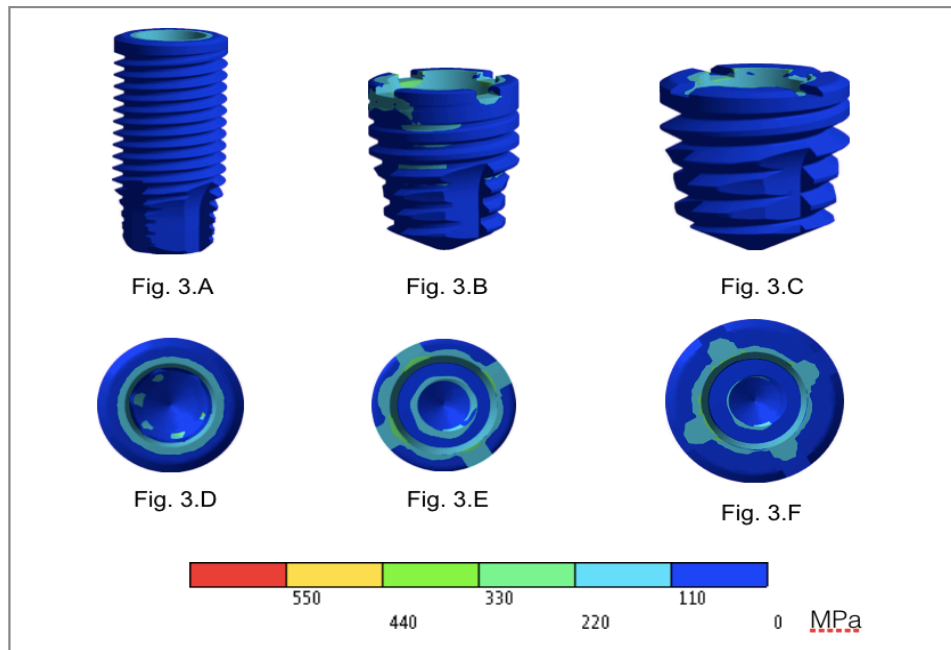 Fig. 3.A
Fig. 3.B
Fig. 3.C
Fig. 3.D
Fig. 3.E
Fig. 3.F
550
330
110
440
220
0
MPa